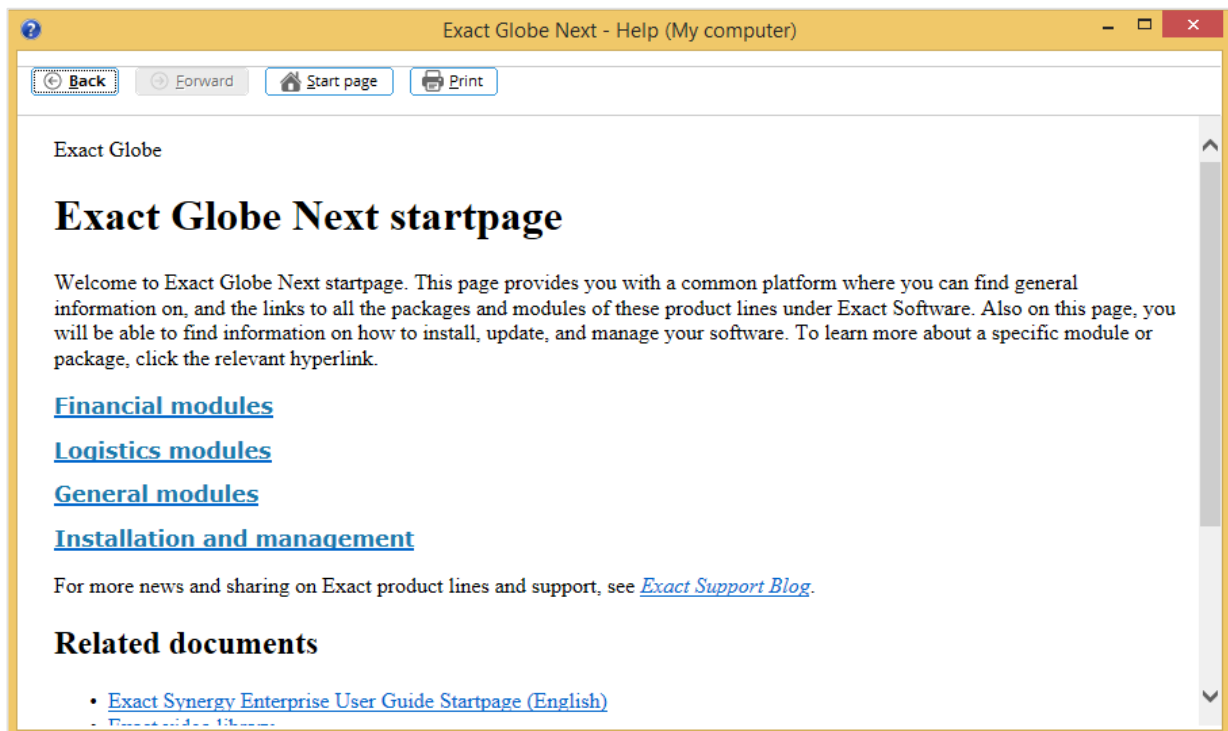 Exact Globe Next - Help (My computer)
Back Forward Start page Print
Exact Globe
Exact Globe Next startpage
Welcome to Exact Globe Next startpage. This page provides you with a common platform where you can find general
information on, and the links to all the packages and modules of these product lines under Exact Software. Also on this page, you
will be able to find information on how to install, update, and manage your software. To learn more about a specific module or
package, click the relevant hyperlink.
Financial modules
Logistics modules
General modules
Installation and management
For more news and sharing on Exact product lines and support, see Exact Support Blog.
Related documents
• Exact Synergy Enterprise User Guide Startpage (English)
• Exact video library